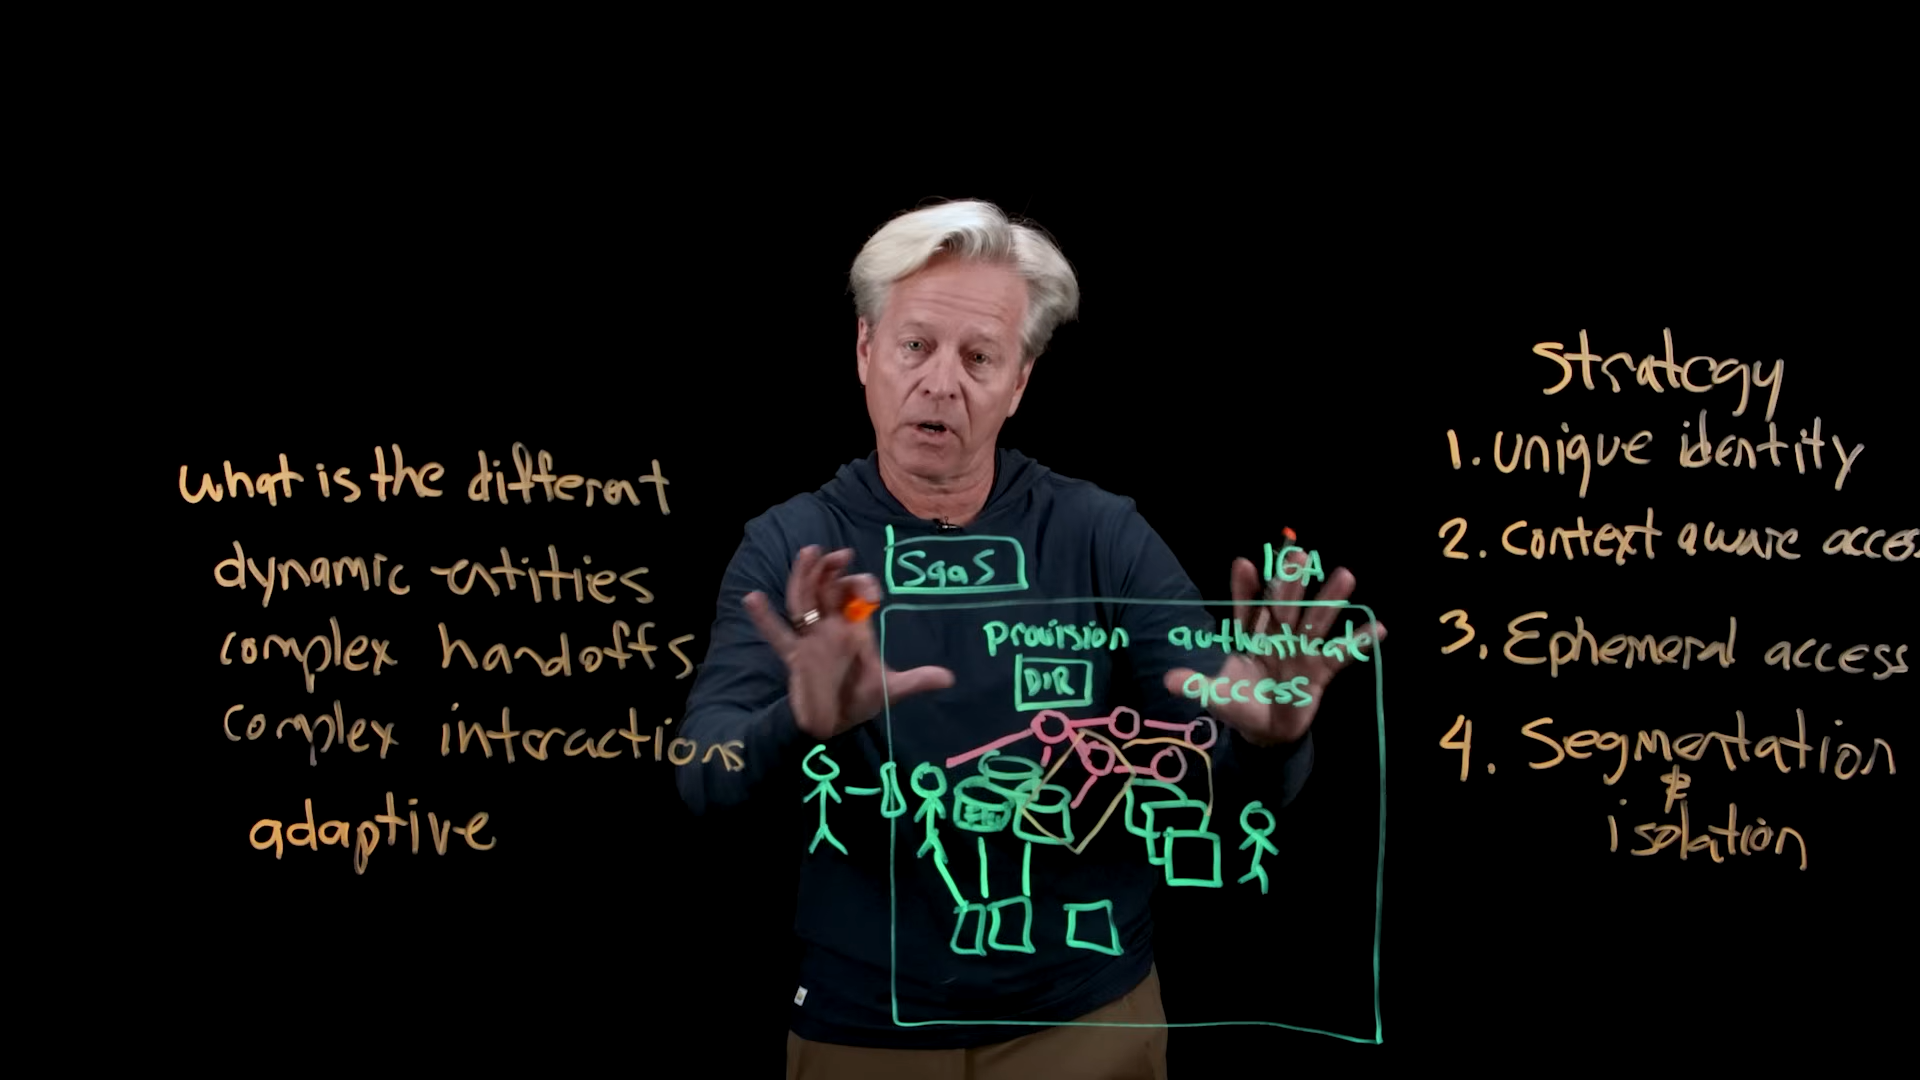 what is the different
dynamic entities
complex handoffs
complex interactions
adaptive
SaaS
IGA
provision authenticate
DIR access
strategy
1. unique identity
2. context aware acces
3. Ephemeral access
4. Segmentation
&
isolation